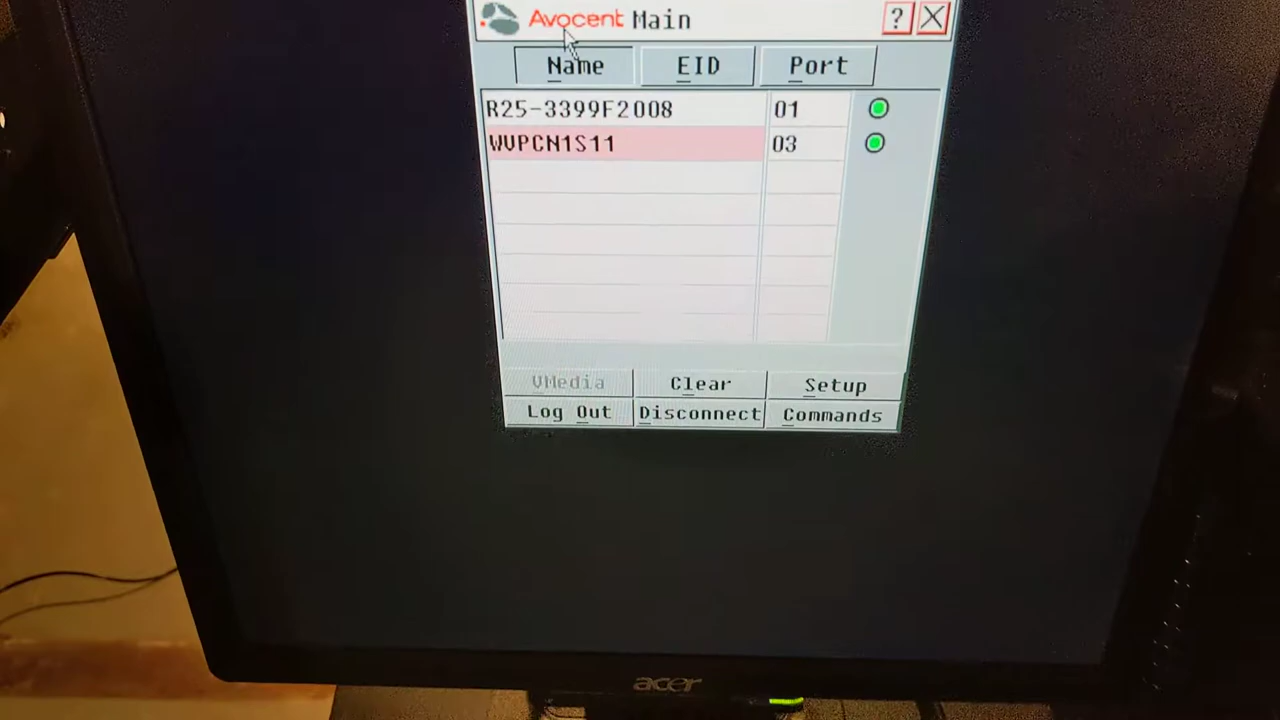 Avocent Main ? X
Name EID Port
R25-3399F2008 01
WVPCN1S11 03
VMedia Clear Setup
Log Out Disconnect Commands
acer